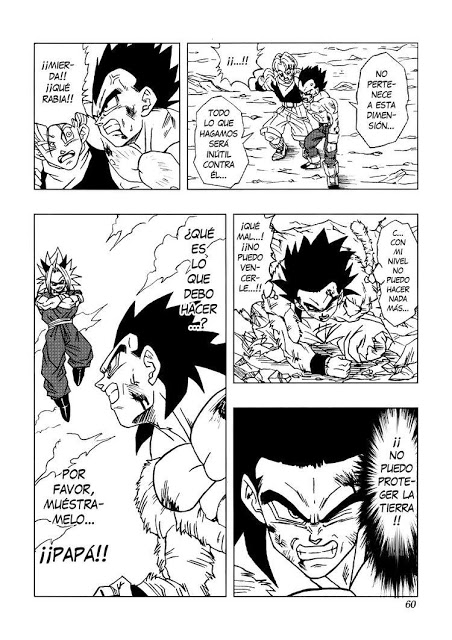 ¡¡MIER-
DA!!
¡¡QUÉ
RABIA!!
¡¡...!!
NO
PERTE-
NECE
A ESTA
DIMEN-
SIÓN...
TODO
LO QUE
HAGAMOS
SERÁ
INÚTIL
CONTRA
ÉL...
¿QUÉ
ES
LO
QUE
DEBO
HACER
...?
POR
FAVOR,
MUÉSTRA-
MELO...
¡¡PAPÁ!!
¡QUÉ
MAL...!
¡¡NO
PUEDO
VEN-
CER-
LE...!!
C...
CON MI
NIVEL
NO
PUEDO
HACER
NADA
MÁS...
¡¡
NO
PUEDO
PROTE-
GER LA
TIERRA
!!
60